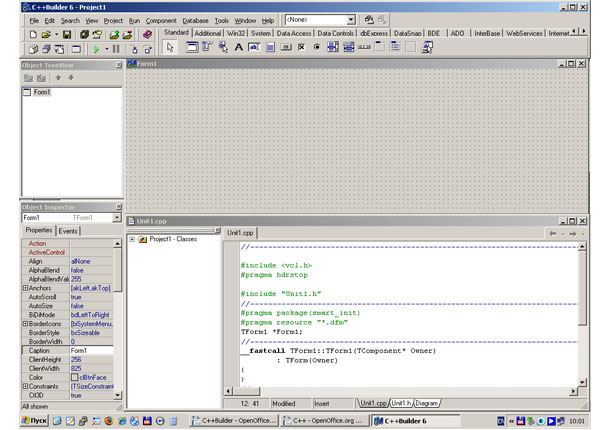 C++Builder 6 - Project1
File Edit Search View Project Run Component Database Tools Window Help <None>
Standard Additional Win32 System Data Access Data Controls dbExpress DataSnap BDE ADO InterBase WebServices Internet
Object TreeView
Form1
Form1
Object Inspector
Form1 TForm1
Properties Events
Action
ActiveControl
Align alNone
AlphaBlend false
AlphaBlendVal 255
Anchors [akLeft,akTop]
AutoScroll true
AutoSize false
BiDiMode bdLeftToRight
BorderIcons [biSystemMenu,
BorderStyle bsSizeable
BorderWidth 0
Caption Form1
ClientHeight 256
ClientWidth 825
Color clBtnFace
Constraints (TSizeConstraint
Ctl3D true
All shown
Unit1.cpp
Project1 - Classes
Unit1.cpp
//
#include <vcl.h>
#pragma hdrstop
#include "Unit1.h"
//
#pragma package(smart_init)
#pragma resource "*.dfm"
TForm1 *Form1;
//
__fastcall TForm1::TForm1(TComponent* Owner)
: TForm(Owner)
{
}
//
12: 41 Modified Insert Unit1.cpp Unit1.h Diagram
Пуск C++Builder - OpenOffice... C++ - OpenOffice.org ... C++Builder 6 EN 10:01